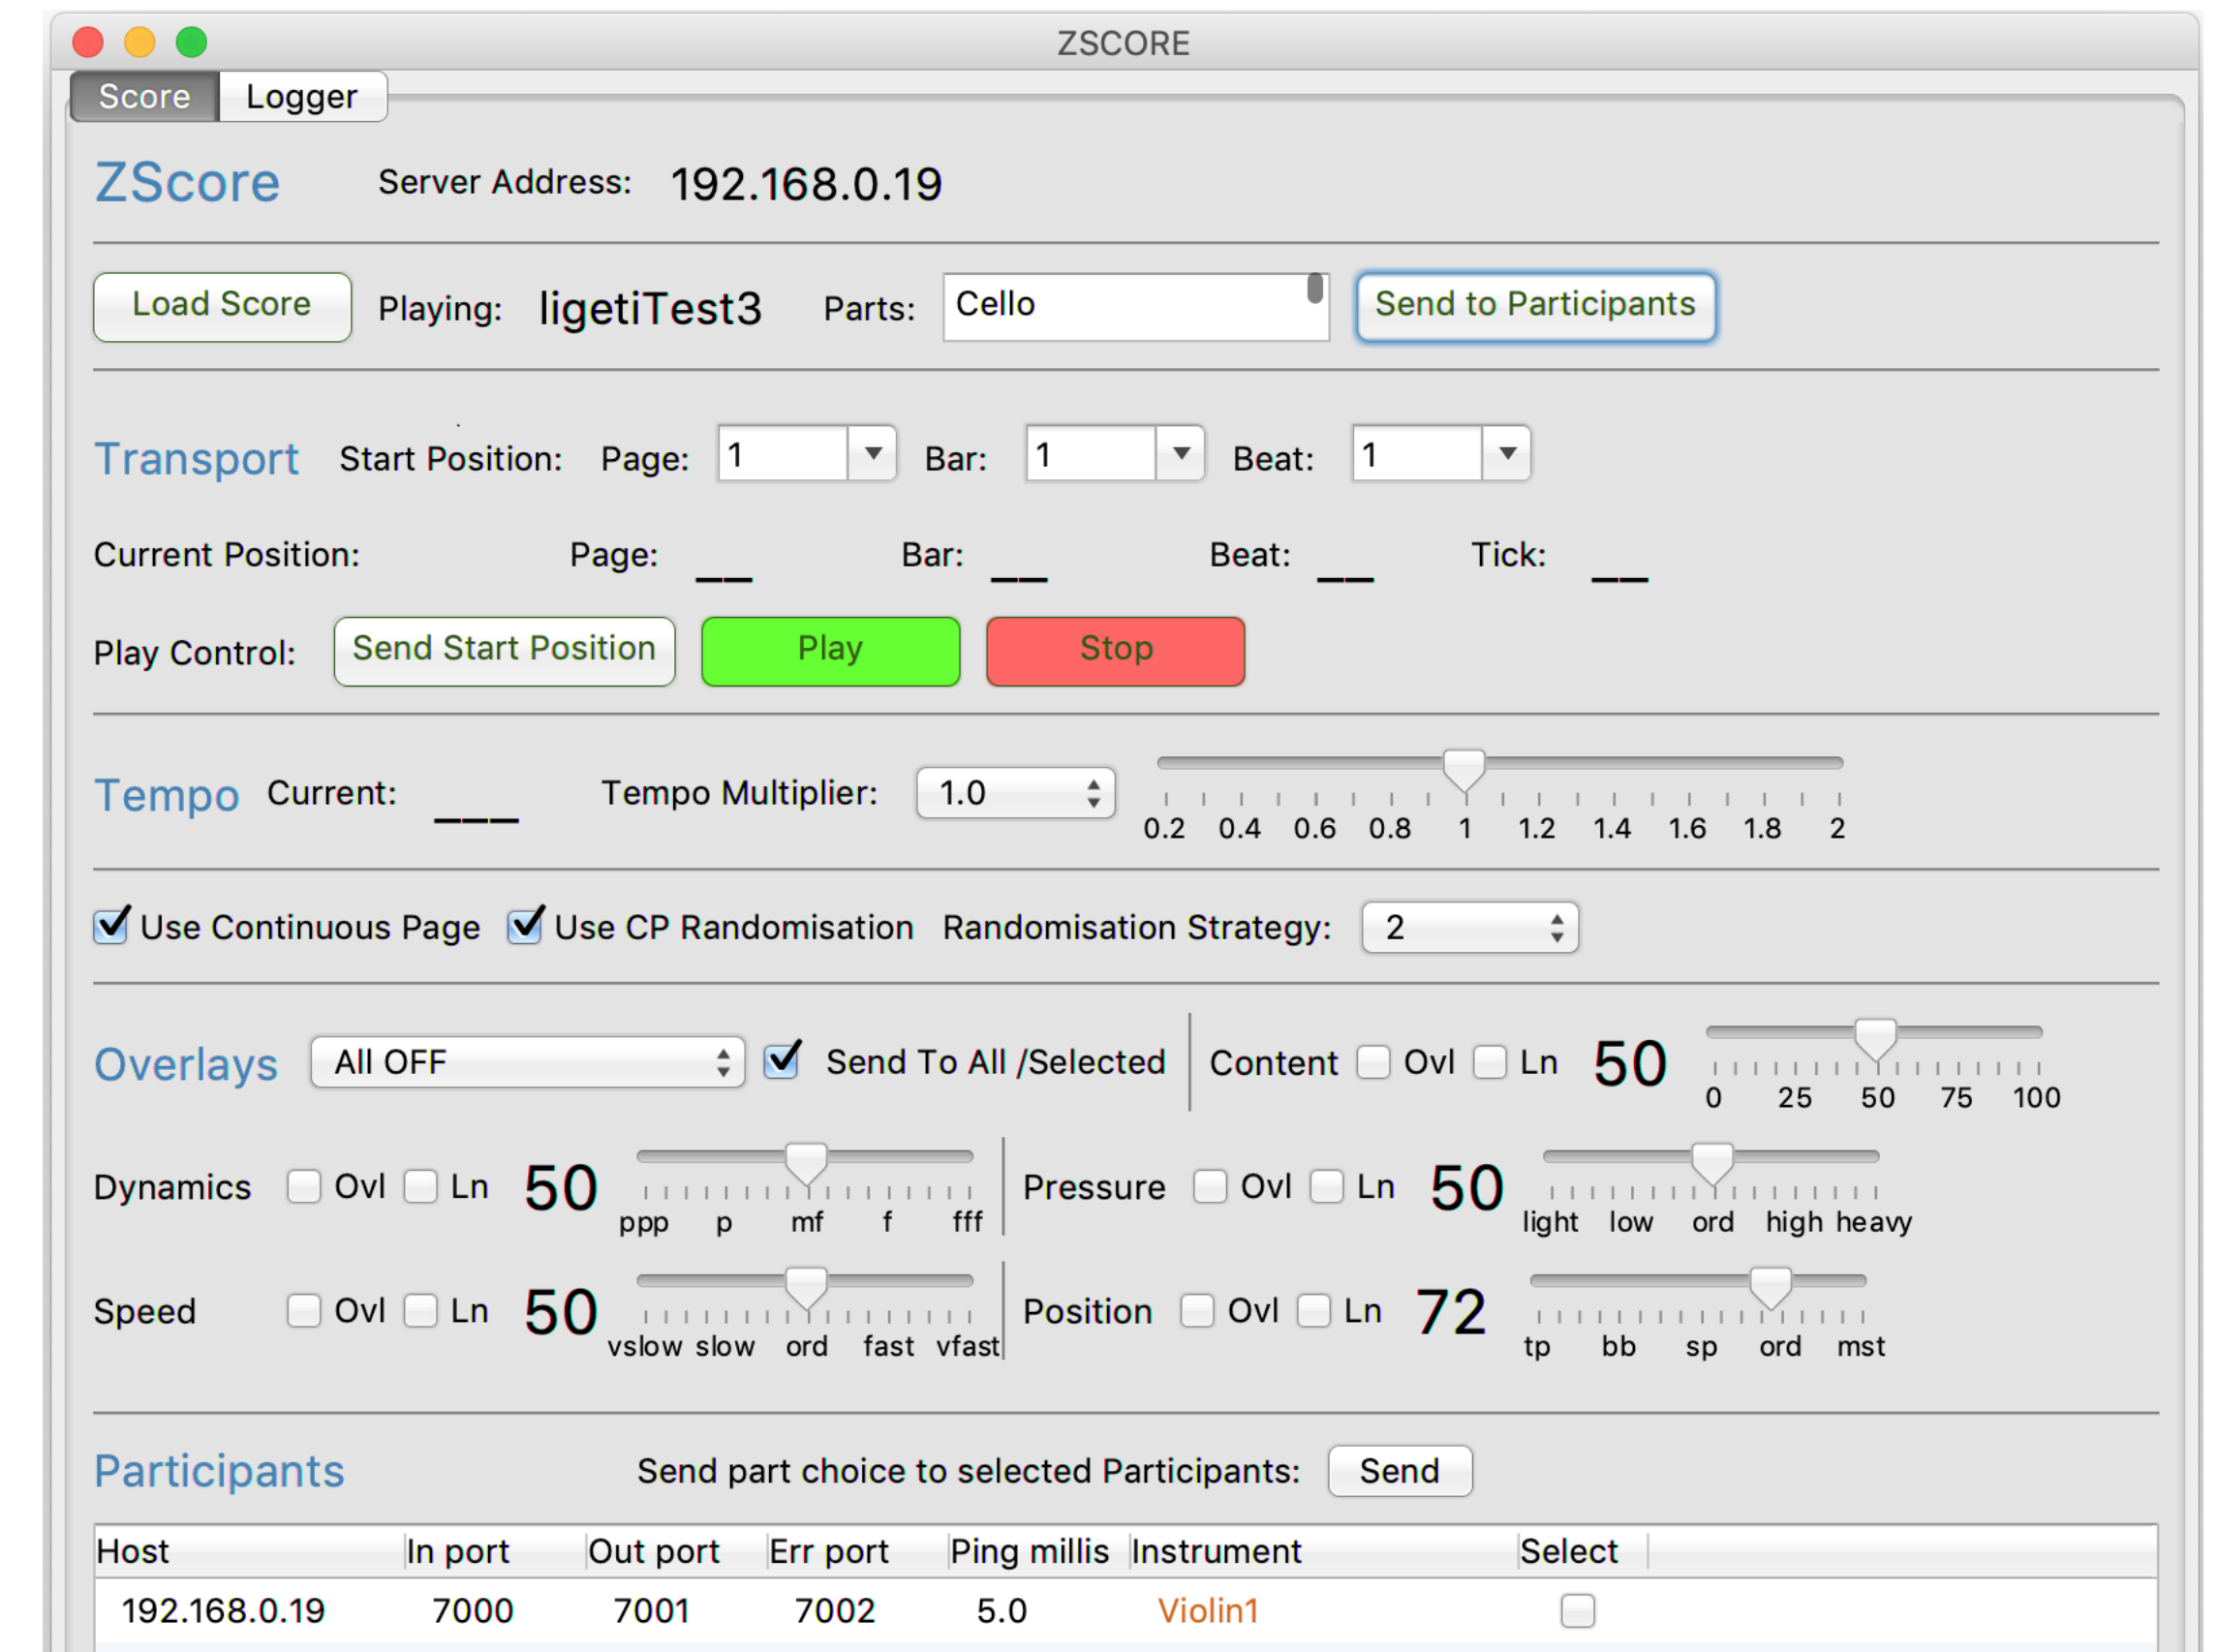 ZSCORE
Score Logger
ZScore Server Address: 192.168.0.19
Load Score Playing: ligetiTest3 Parts: Cello Send to Participants
Transport Start Position: Page: 1 Bar: 1 Beat: 1
Current Position: Page: __ Bar: __ Beat: __ Tick: __
Play Control: Send Start Position Play Stop
Tempo Current: ___ Tempo Multiplier: 1.0
0.2 0.4 0.6 0.8 1 1.2 1.4 1.6 1.8 2
Use Continuous Page Use CP Randomisation Randomisation Strategy: 2
Overlays All OFF Send To All /Selected Content Ovl Ln 50
0 25 50 75 100
Dynamics Ovl Ln 50 Pressure Ovl Ln 50
ppp p mf f fff light low ord high heavy
Speed Ovl Ln 50 Position Ovl Ln 72
vslow slow ord fast vfast tp bb sp ord mst
Participants Send part choice to selected Participants: Send
Host In port Out port Err port Ping millis Instrument Select
192.168.0.19 7000 7001 7002 5.0 Violin1